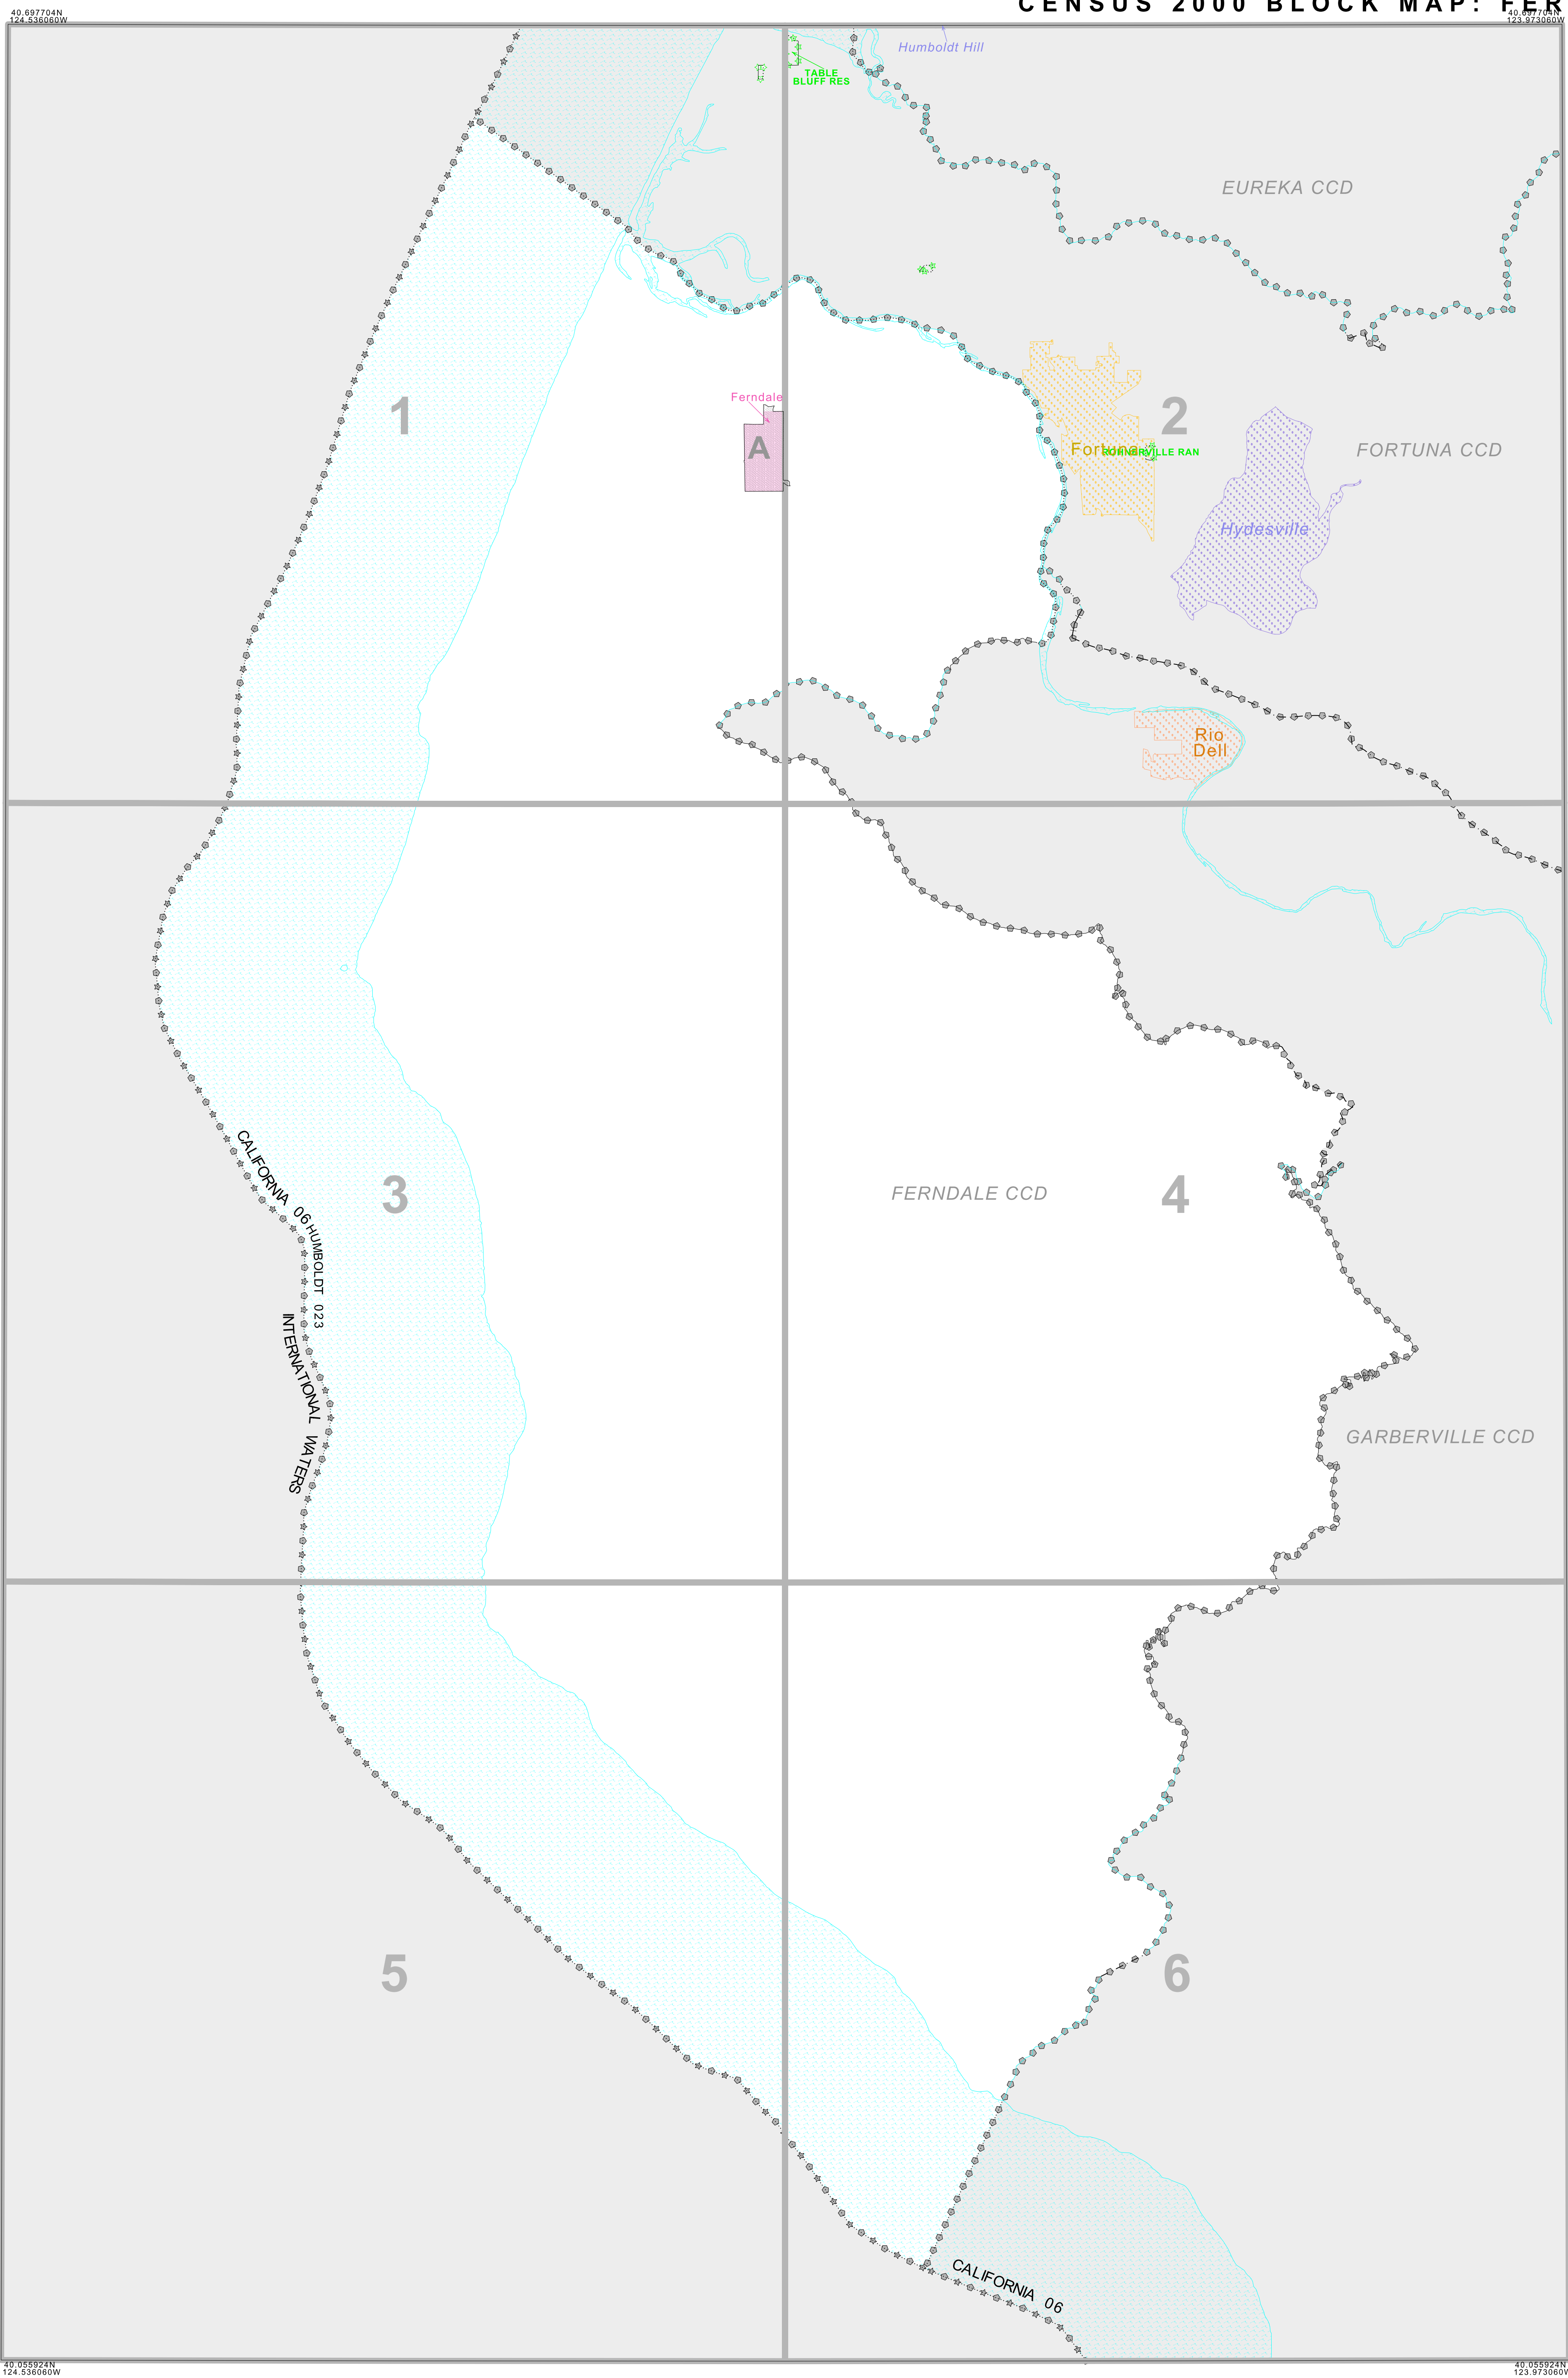 CENSUS 2000 BLOCK MAP: FER
40.697704N
124.536060W
40.697704N
123.973060W
Humboldt Hill
TABLE
BLUFF RES
EUREKA CCD
1
2
Ferndale
A
Fortuna
RAN
FORTUNA CCD
Hydesville
Rio
Dell
CALIFORNIA 06
HUMBOLDT 023
INTERNATIONAL WATERS
3
FERNDALE CCD
4
GARBERVILLE CCD
5
6
CALIFORNIA 06
40.055924N
124.536060W
40.055924N
123.973060W